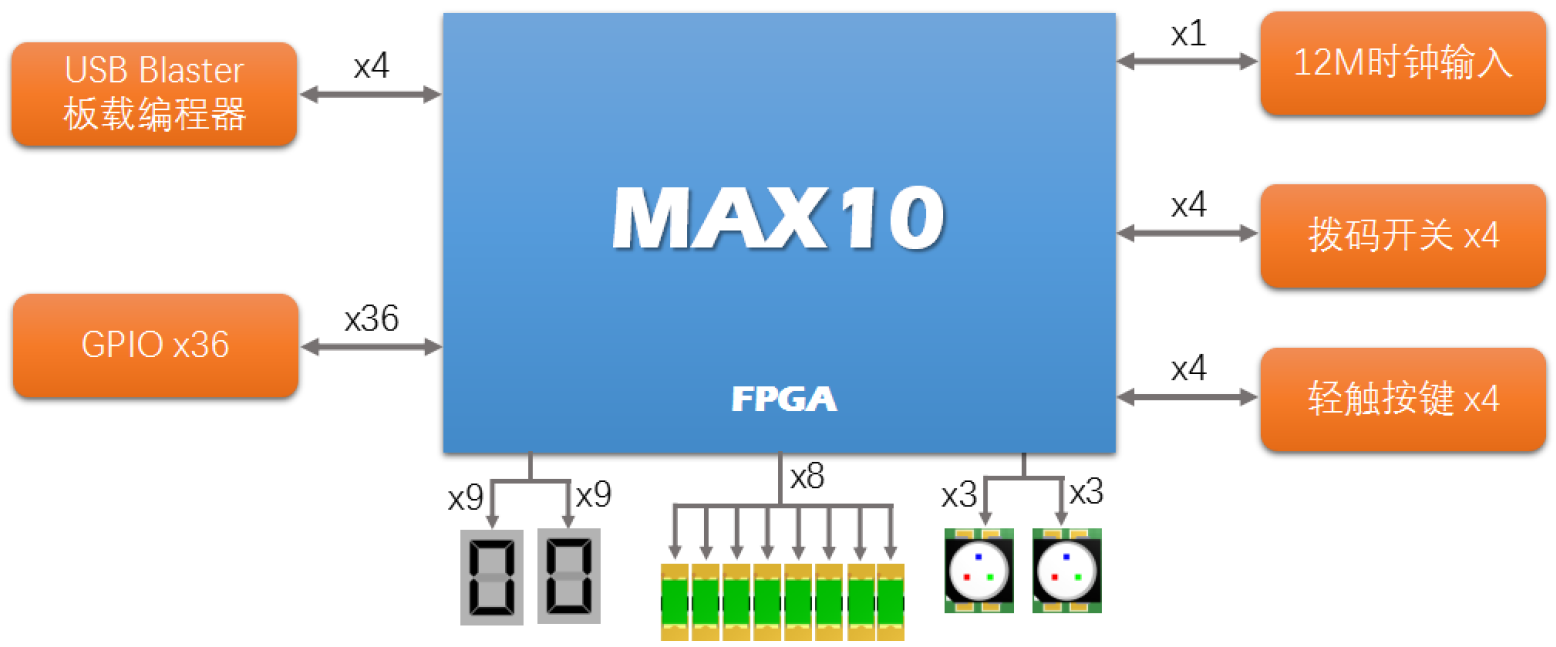 USB Blaster
板载编程器
x4
GPIO x36
x36
MAX10
FPGA
x1
12M时钟输入
x4
拨码开关 x4
x4
轻触按键 x4
x9
x9
x8
x3
x3